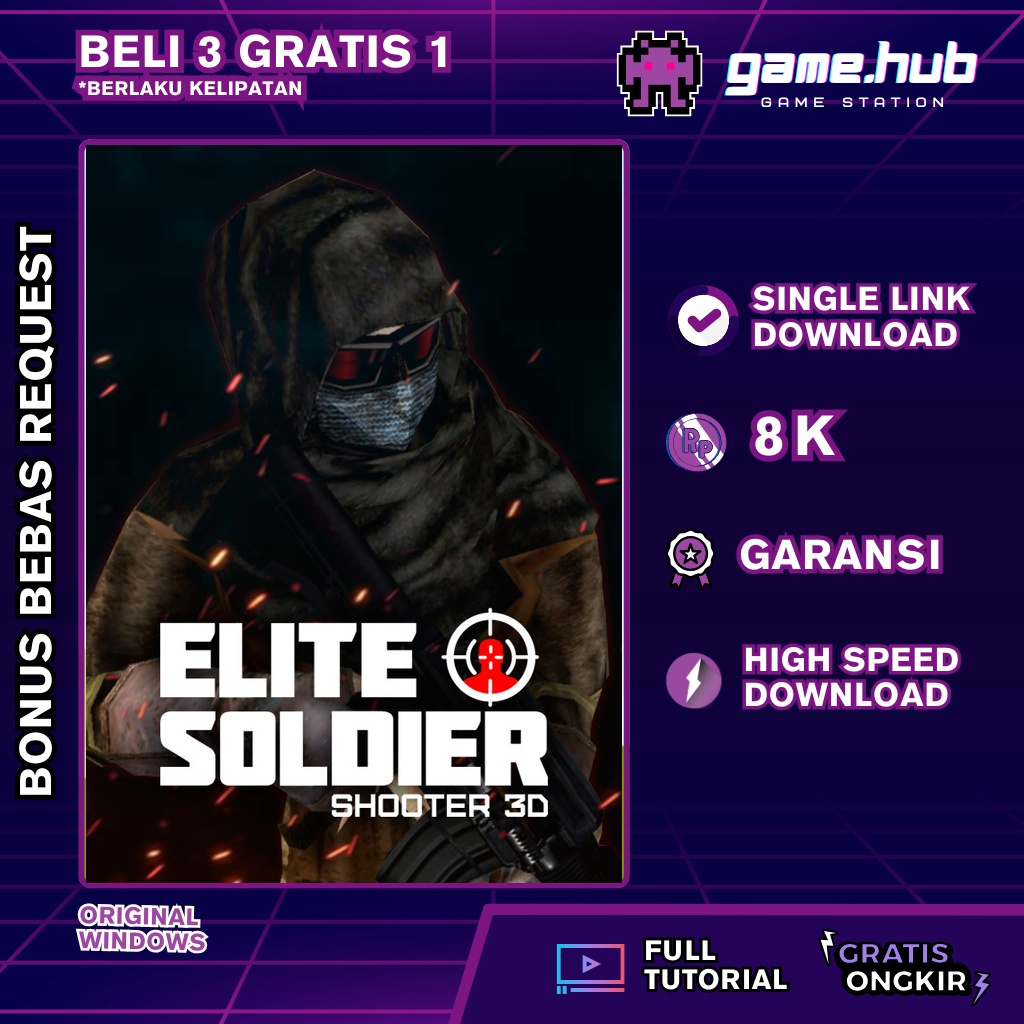 BELI 3 GRATIS 1
*BERLAKU KELIPATAN
game.hub
GAME STATION
BONUS BEBAS REQUEST
ELITE
SOLDIER
SHOOTER 3D
SINGLE LINK
DOWNLOAD
Rp
8K
GARANSI
HIGH SPEED
DOWNLOAD
ORIGINAL
WINDOWS
FULL
TUTORIAL
GRATIS
ONGKIR